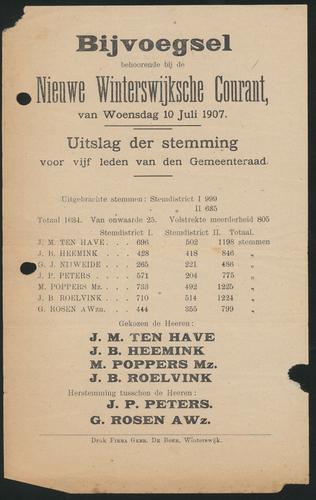 Bijvoegsel
behoorende bij de
Nieuwe Winterswijksche Courant,
van Woensdag 10 Juli 1907.
Uitslag der stemming
voor vijf leden van den Gemeenteraad.
Uitgebrachte stemmen: Stemdistrict I 999
„ „ II 685
Totaal 1684. Van onwaarde 25. Volstrekte meerderheid 805
Stemdistrict I. Stemdistrict II. Totaal.
J. M. TEN HAVE . . . 696 502 1198 stemmen
J. B. HEEMINK . . . 428 418 846 „
G. J. NIJWEIDE . . . 265 221 486 „
J. P. PETERS . . . . 571 204 775 „
M. POPPERS Mz. . . . 733 492 1225 „
J. B. ROELVINK . . . 710 514 1224 „
G. ROSEN AWzn. . . . 444 355 799 „
Gekozen de Heeren:
J. M. TEN HAVE
J. B. HEEMINK
M. POPPERS Mz.
J. B. ROELVINK
Herstemming tusschen de Heeren:
J. P. PETERS.
G. ROSEN AWz.
Druk Firma Gebr. De Boer, Winterswijk.